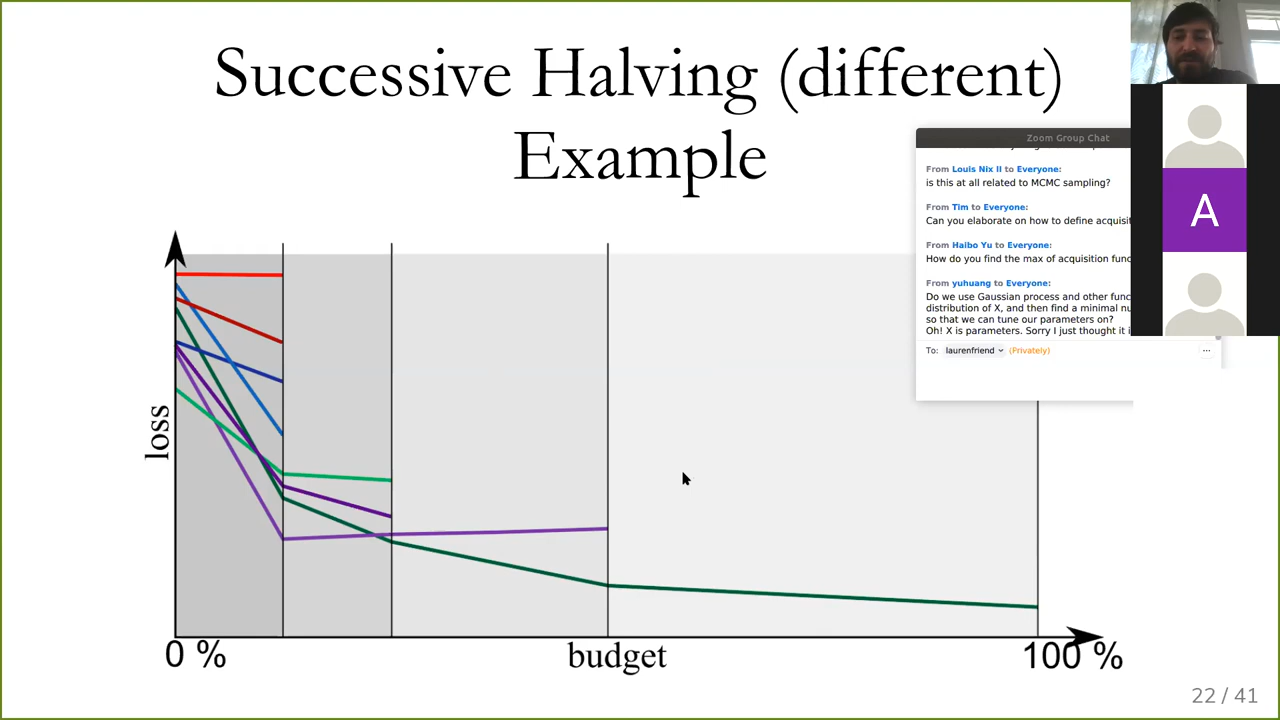 Successive Halving (different)
Example
Zoom Group Chat
From Louis Nix II to Everyone:
is this at all related to MCMC sampling?
From Tim to Everyone:
Can you elaborate on how to define acquisit
From Haibo Yu to Everyone:
How do you find the max of acquisition func
From yuhuang to Everyone:
Do we use Gaussian process and other func
distribution of X, and then find a minimal nu
so that we can tune our parameters on?
Oh! X is parameters. Sorry I just thought it i
To: laurenfriend (Privately)
...
A
loss
0 %
budget
100 %
22 / 41